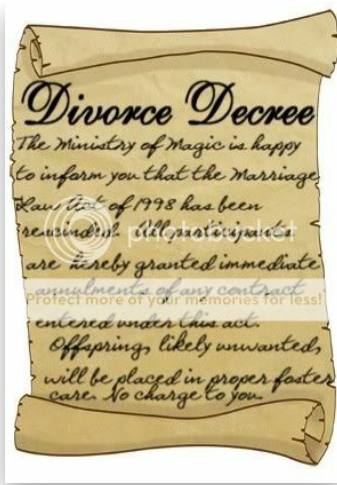 Divorce Decree
The Ministry of Magic is happy
to inform you that the Marriage
Law Act of 1998 has been
rescinded. All participants
are hereby granted immediate
annulments of any contract
Protect more of your memories for less!
entered under this act.
Offspring, likely unwanted,
will be placed in proper foster
care. No charge to you.
photobucket